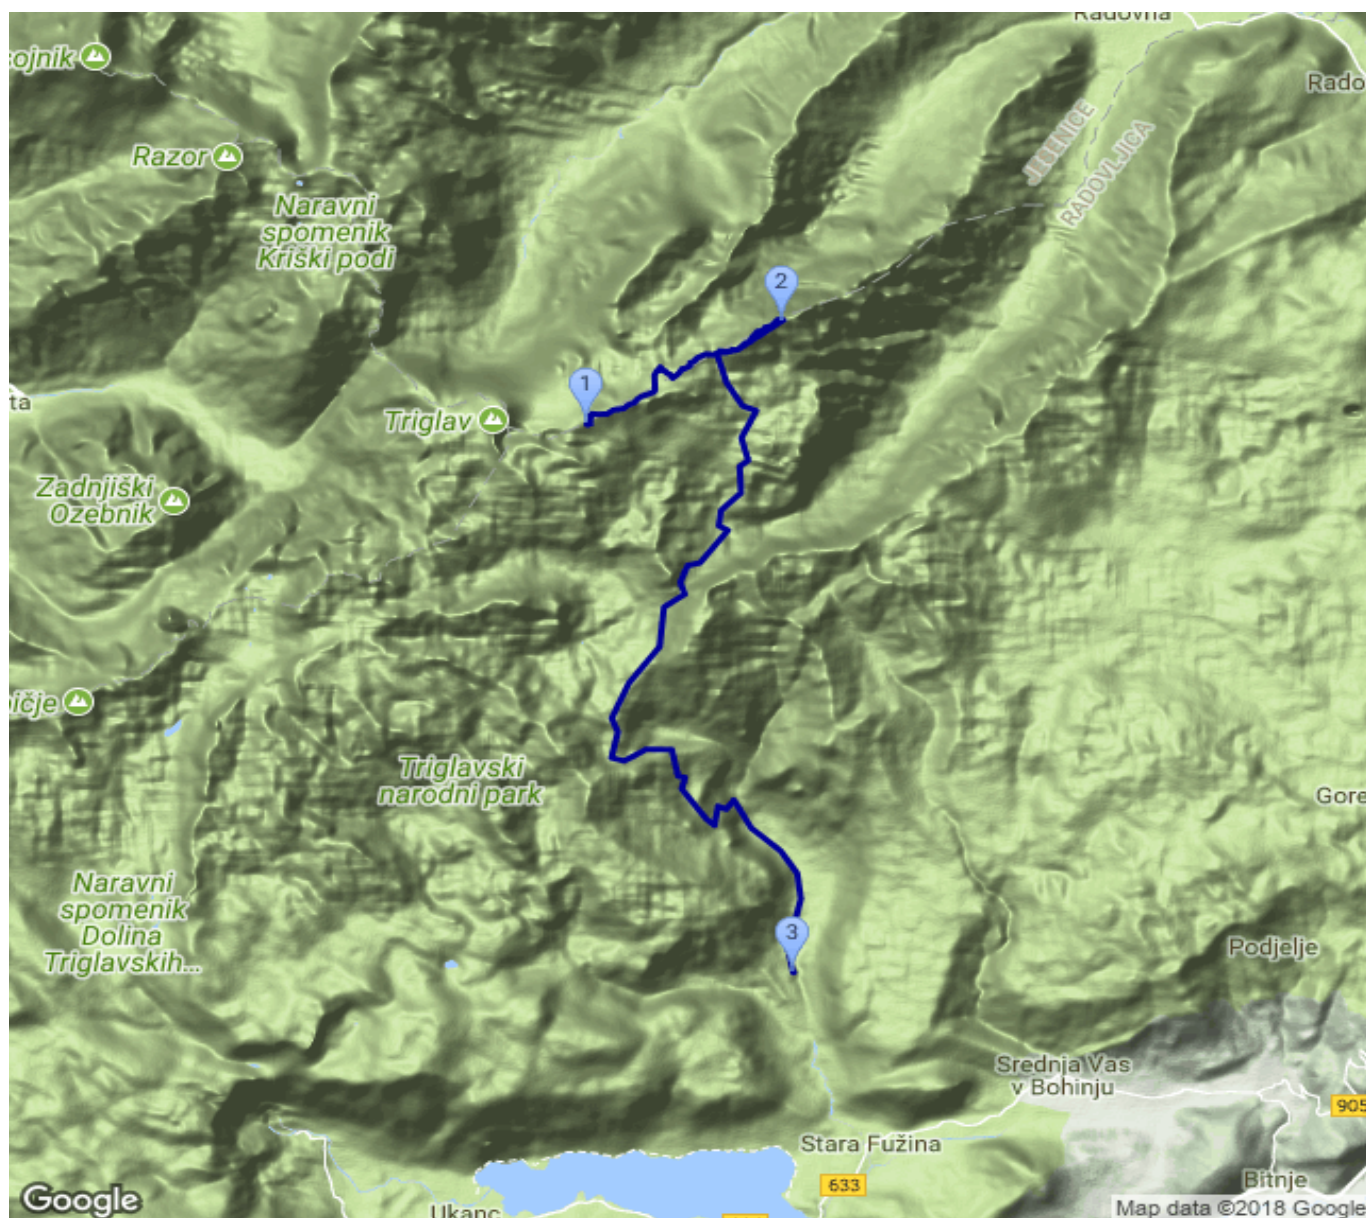 Radovna
ojnik
Rado
Razor
JESENICE
RADOVLJICA
Naravni
spomenik
Kriški podi
2
1
ta
Triglav
Zadnjiški
Ozebnik
ičje
Triglavski
narodni park
Gore
Naravni
spomenik
Dolina
Triglavskih...
3
Podjelje
Srednja Vas
v Bohinju
905
Stara Fužina
633
Bitnje
Google
Ukanc
Map data ©2018 Google